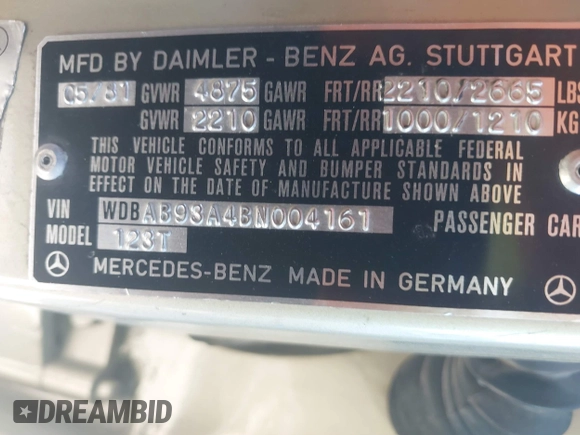 MFD BY DAIMLER - BENZ AG. STUTTGART
05/81 GVWR 4875 GAWR FRT/RR 2210/2665 LBS
GVWR 2210 GAWR FRT/RR 1000/1210 KG
THIS VEHICLE CONFORMS TO ALL APPLICABLE FEDERAL
MOTOR VEHICLE SAFETY AND BUMPER STANDARDS IN
EFFECT ON THE DATE OF MANUFACTURE SHOWN ABOVE
VIN WDBAB93A4BN004161 PASSENGER CAR
MODEL 123T
MERCEDES-BENZ MADE IN GERMANY
DREAMBID